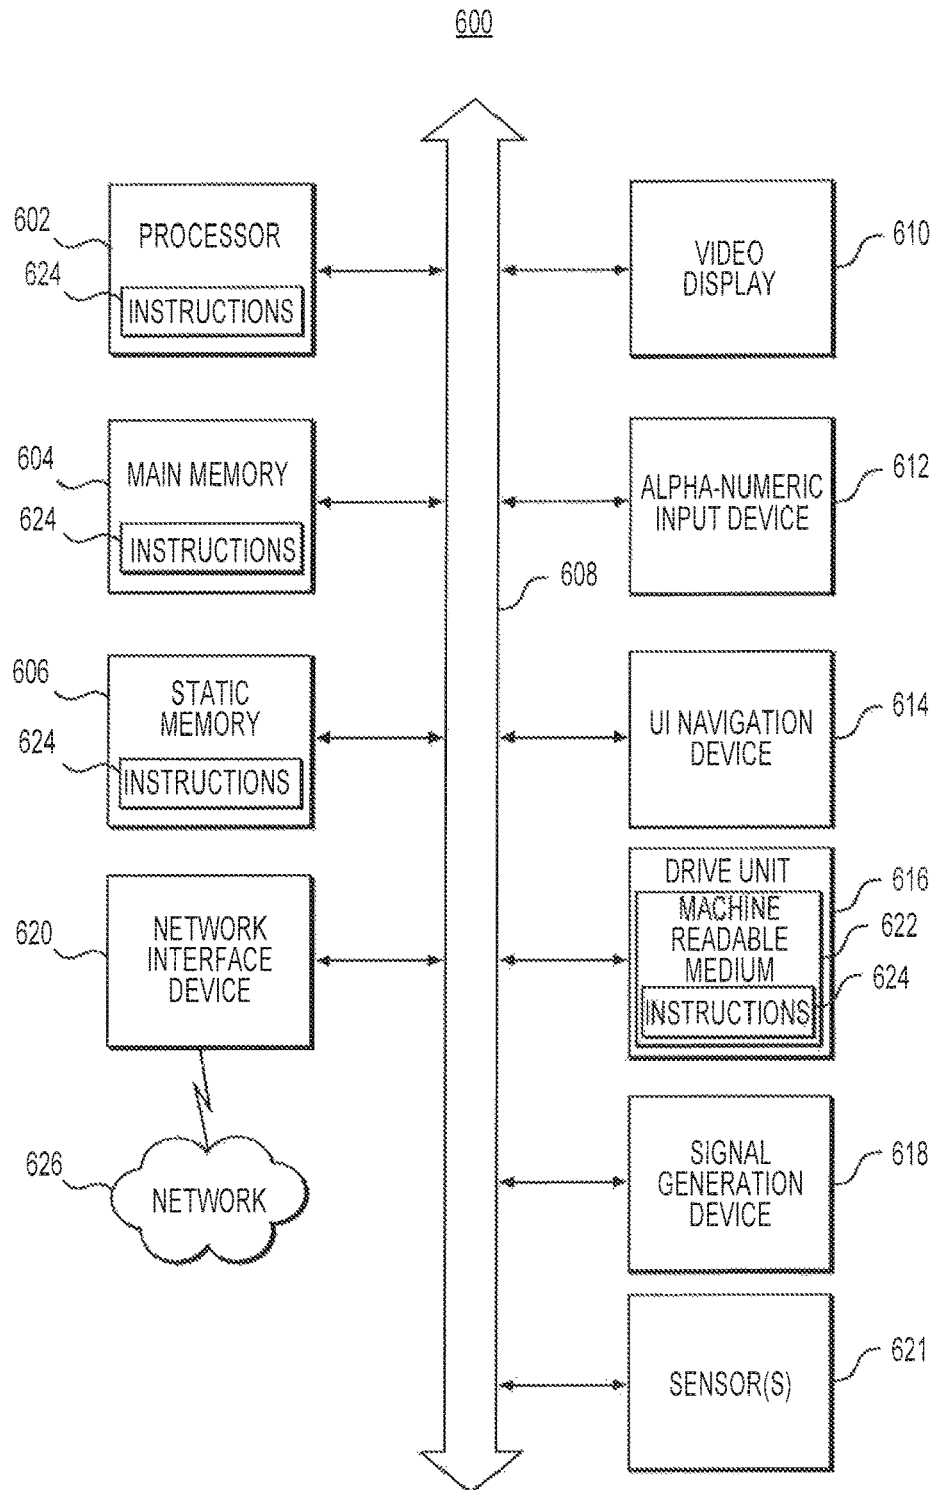 600
602
PROCESSOR
624
INSTRUCTIONS
604
MAIN MEMORY
624
INSTRUCTIONS
606
STATIC
MEMORY
624
INSTRUCTIONS
620
NETWORK
INTERFACE
DEVICE
626
NETWORK
608
VIDEO
DISPLAY
610
ALPHA-NUMERIC
INPUT DEVICE
612
UI NAVIGATION
DEVICE
614
DRIVE UNIT
616
MACHINE
READABLE
MEDIUM
622
INSTRUCTIONS
624
SIGNAL
GENERATION
DEVICE
618
SENSOR(S)
621